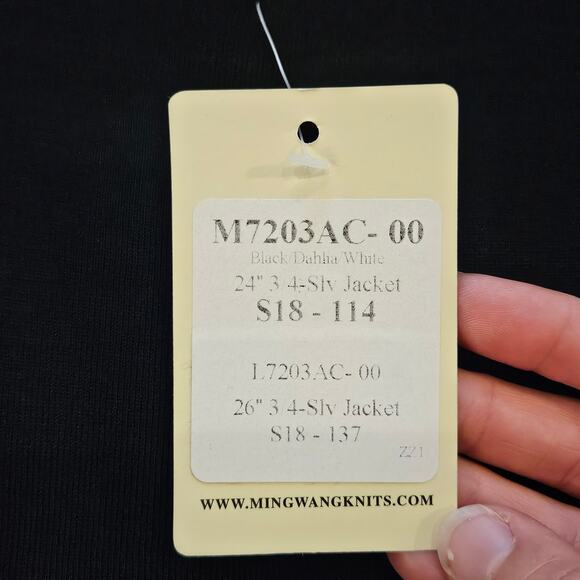 M7203AC- 00
Black/Dahlia/White
24" 3/4-Slv Jacket
S18 - 114
L7203AC- 00
26" 3/4-Slv Jacket
S18 - 137
ZZ1
WWW.MINGWANGKNITS.COM